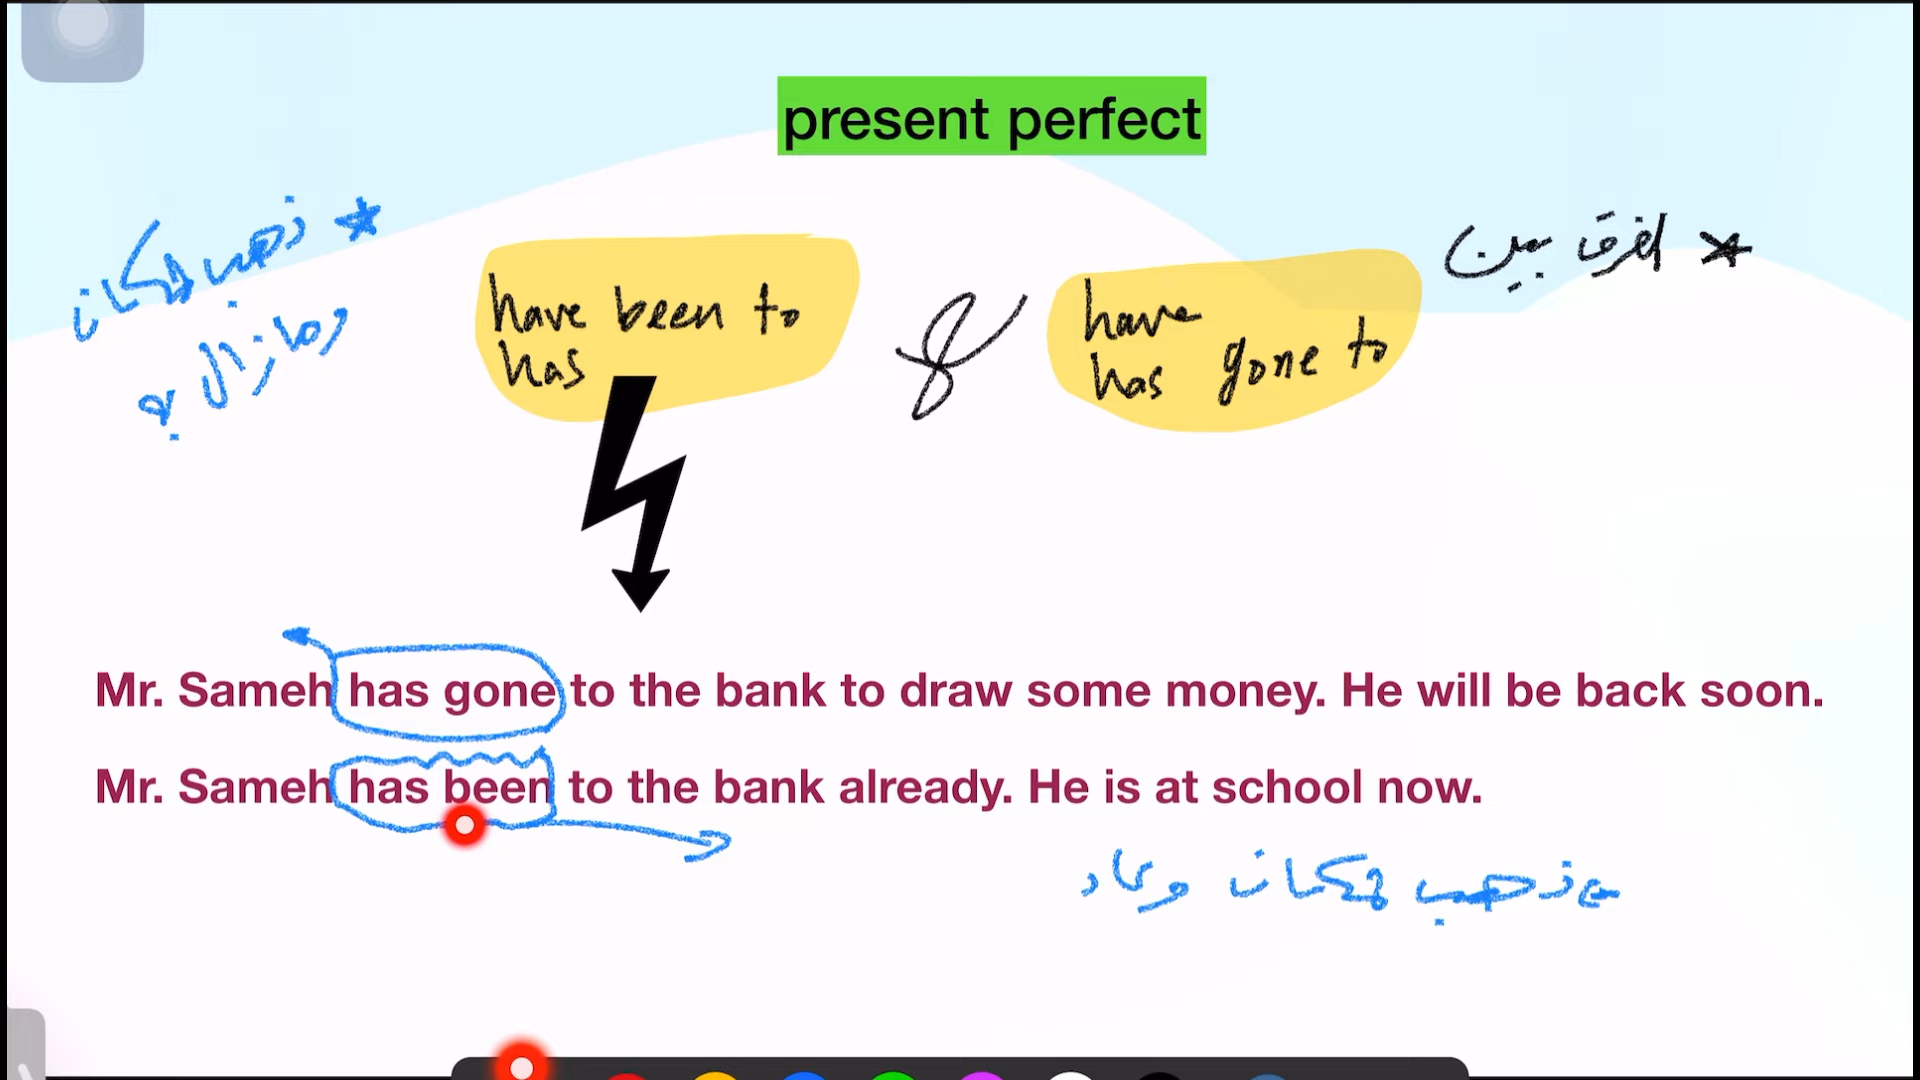 present perfect
* الفرق بين
have been to
has
&
have
has gone to
* ذهب لمكان
ومازال به
Mr. Sameh has gone to the bank to draw some money. He will be back soon.
Mr. Sameh has been to the bank already. He is at school now.
ذهب لمكان وعاد